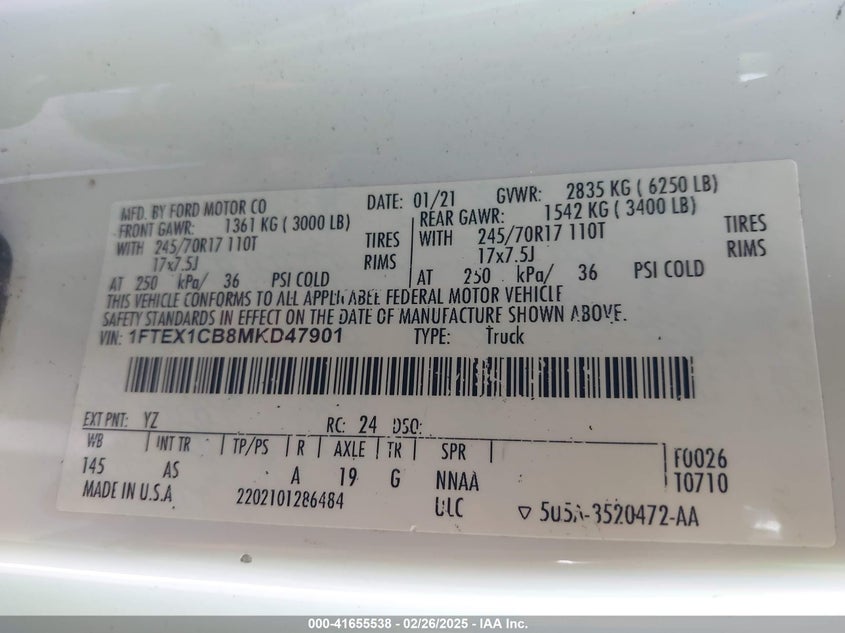 MFD. BY FORD MOTOR CO DATE: 01/21 GVWR: 2835 KG ( 6250 LB)
FRONT GAWR: 1361 KG ( 3000 LB) REAR GAWR: 1542 KG ( 3400 LB)
WITH 245/70R17 110T TIRES WITH 245/70R17 110T TIRES
17x7.5J RIMS 17x7.5J RIMS
AT 250 kPa/ 36 PSI COLD AT 250 kPa/ 36 PSI COLD
THIS VEHICLE CONFORMS TO ALL APPLICABLE FEDERAL MOTOR VEHICLE
SAFETY STANDARDS IN EFFECT ON THE DATE OF MANUFACTURE SHOWN ABOVE.
VIN: 1FTEX1CB8MKD47901 TYPE: Truck
EXT PNT: YZ RC: 24 DSO:
WB INT TR TP/PS R AXLE TR SPR F0026
145 AS A 19 G NNAA T0710
MADE IN U.S.A 2202101286484 ULC 5U5A-3520472-AA
000-41655538 - 02/26/2025 - IAA Inc.